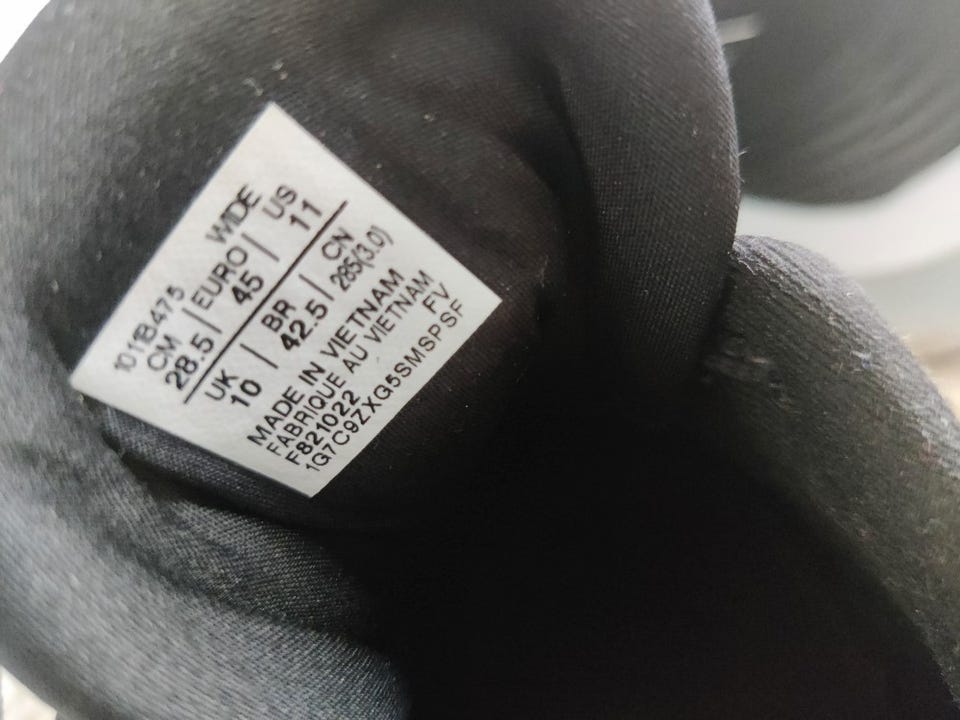 1011B475 WIDE
CM | EURO | US
28.5 | 45 | 11
UK | BR | CN
10 | 42.5 | 285(3.0)
MADE IN VIETNAM
FABRIQUE AU VIETNAM
F821022 FV
1G7C9ZXG5SMSPSF